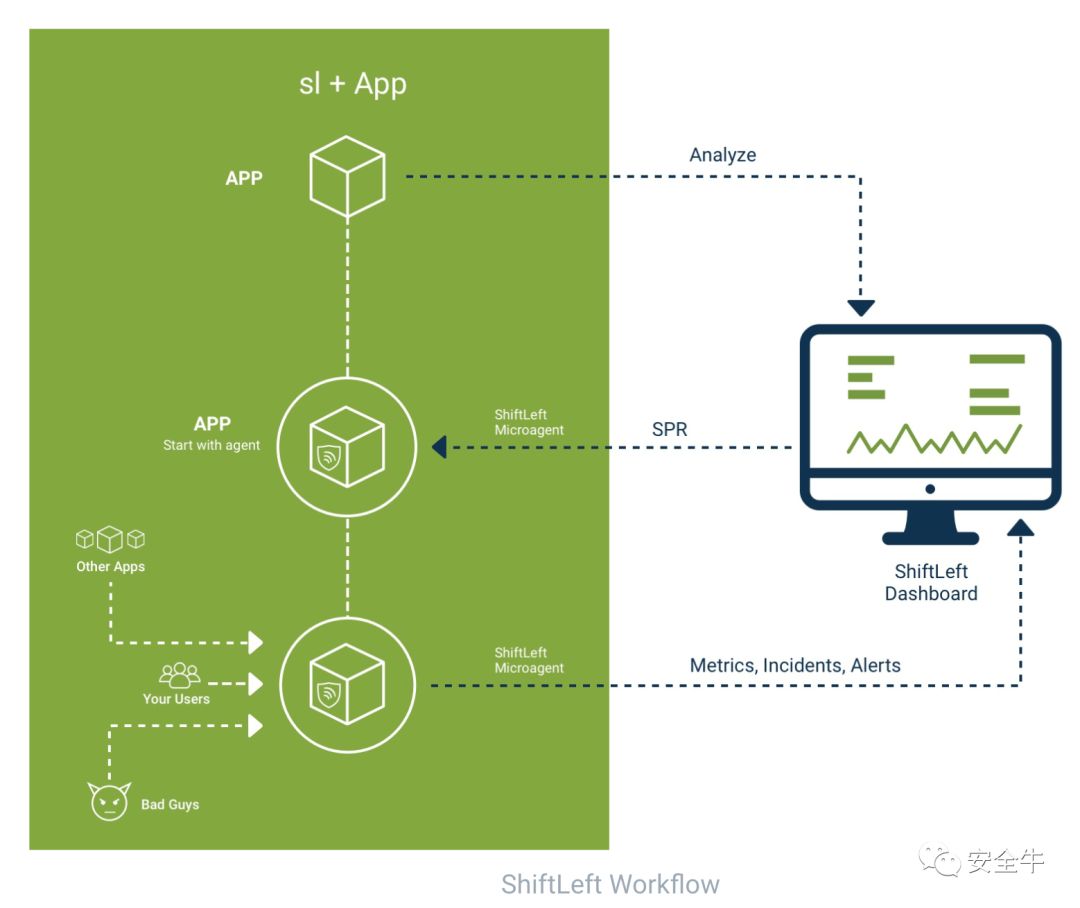 sl + App
APP
Analyze
APP
Start with agent
ShiftLeft
Microagent
SPR
Other Apps
ShiftLeft
Dashboard
Your Users
ShiftLeft
Microagent
Metrics, Incidents, Alerts
Bad Guys
安全牛
ShiftLeft Workflow